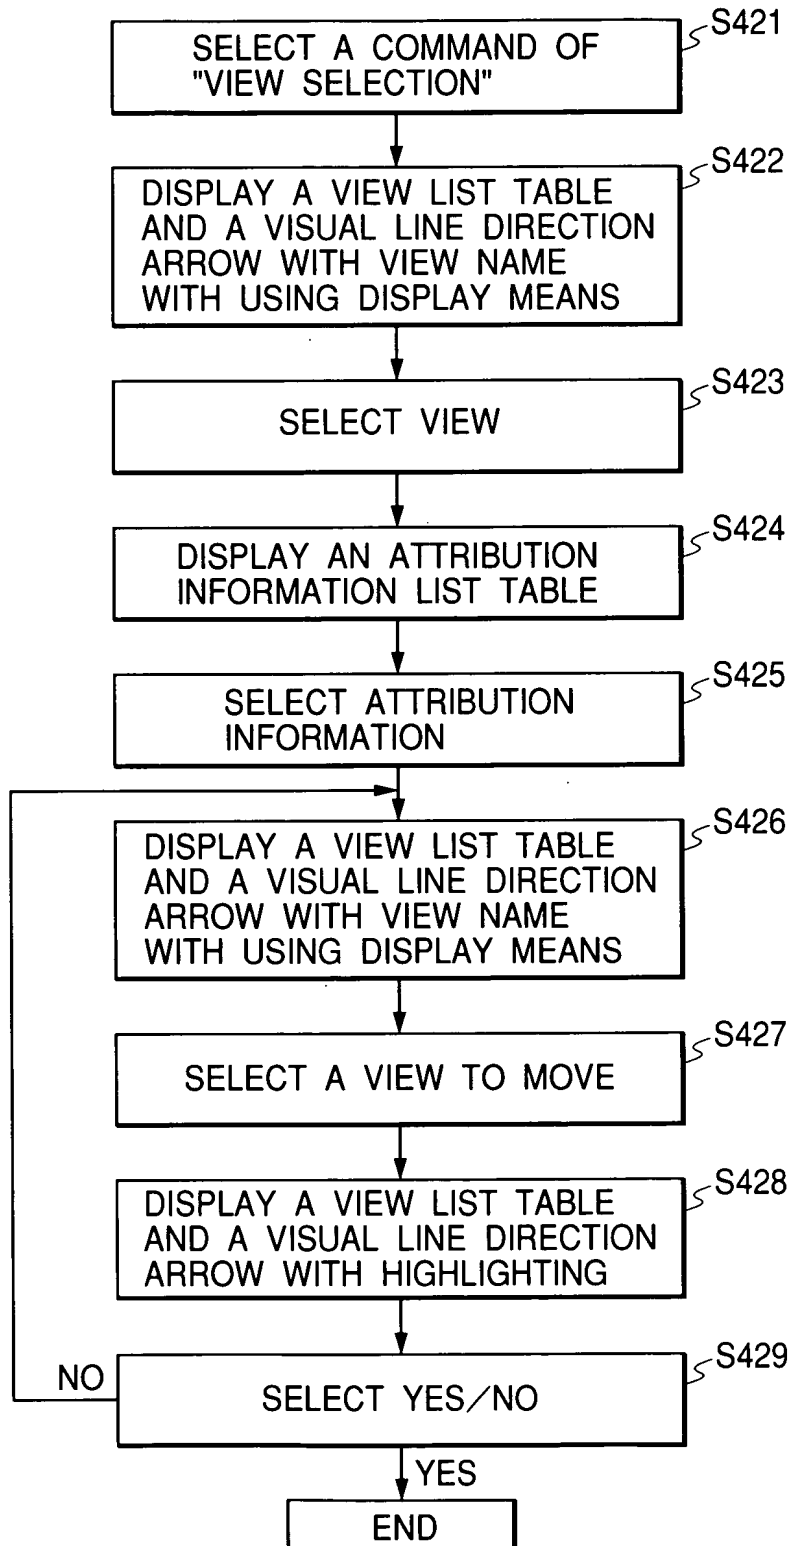 S421
SELECT A COMMAND OF
"VIEW SELECTION"
S422
DISPLAY A VIEW LIST TABLE
AND A VISUAL LINE DIRECTION
ARROW WITH VIEW NAME
WITH USING DISPLAY MEANS
S423
SELECT VIEW
S424
DISPLAY AN ATTRIBUTION
INFORMATION LIST TABLE
S425
SELECT ATTRIBUTION
INFORMATION
S426
DISPLAY A VIEW LIST TABLE
AND A VISUAL LINE DIRECTION
ARROW WITH VIEW NAME
WITH USING DISPLAY MEANS
S427
SELECT A VIEW TO MOVE
S428
DISPLAY A VIEW LIST TABLE
AND A VISUAL LINE DIRECTION
ARROW WITH HIGHLIGHTING
S429
NO
SELECT YES/NO
YES
END